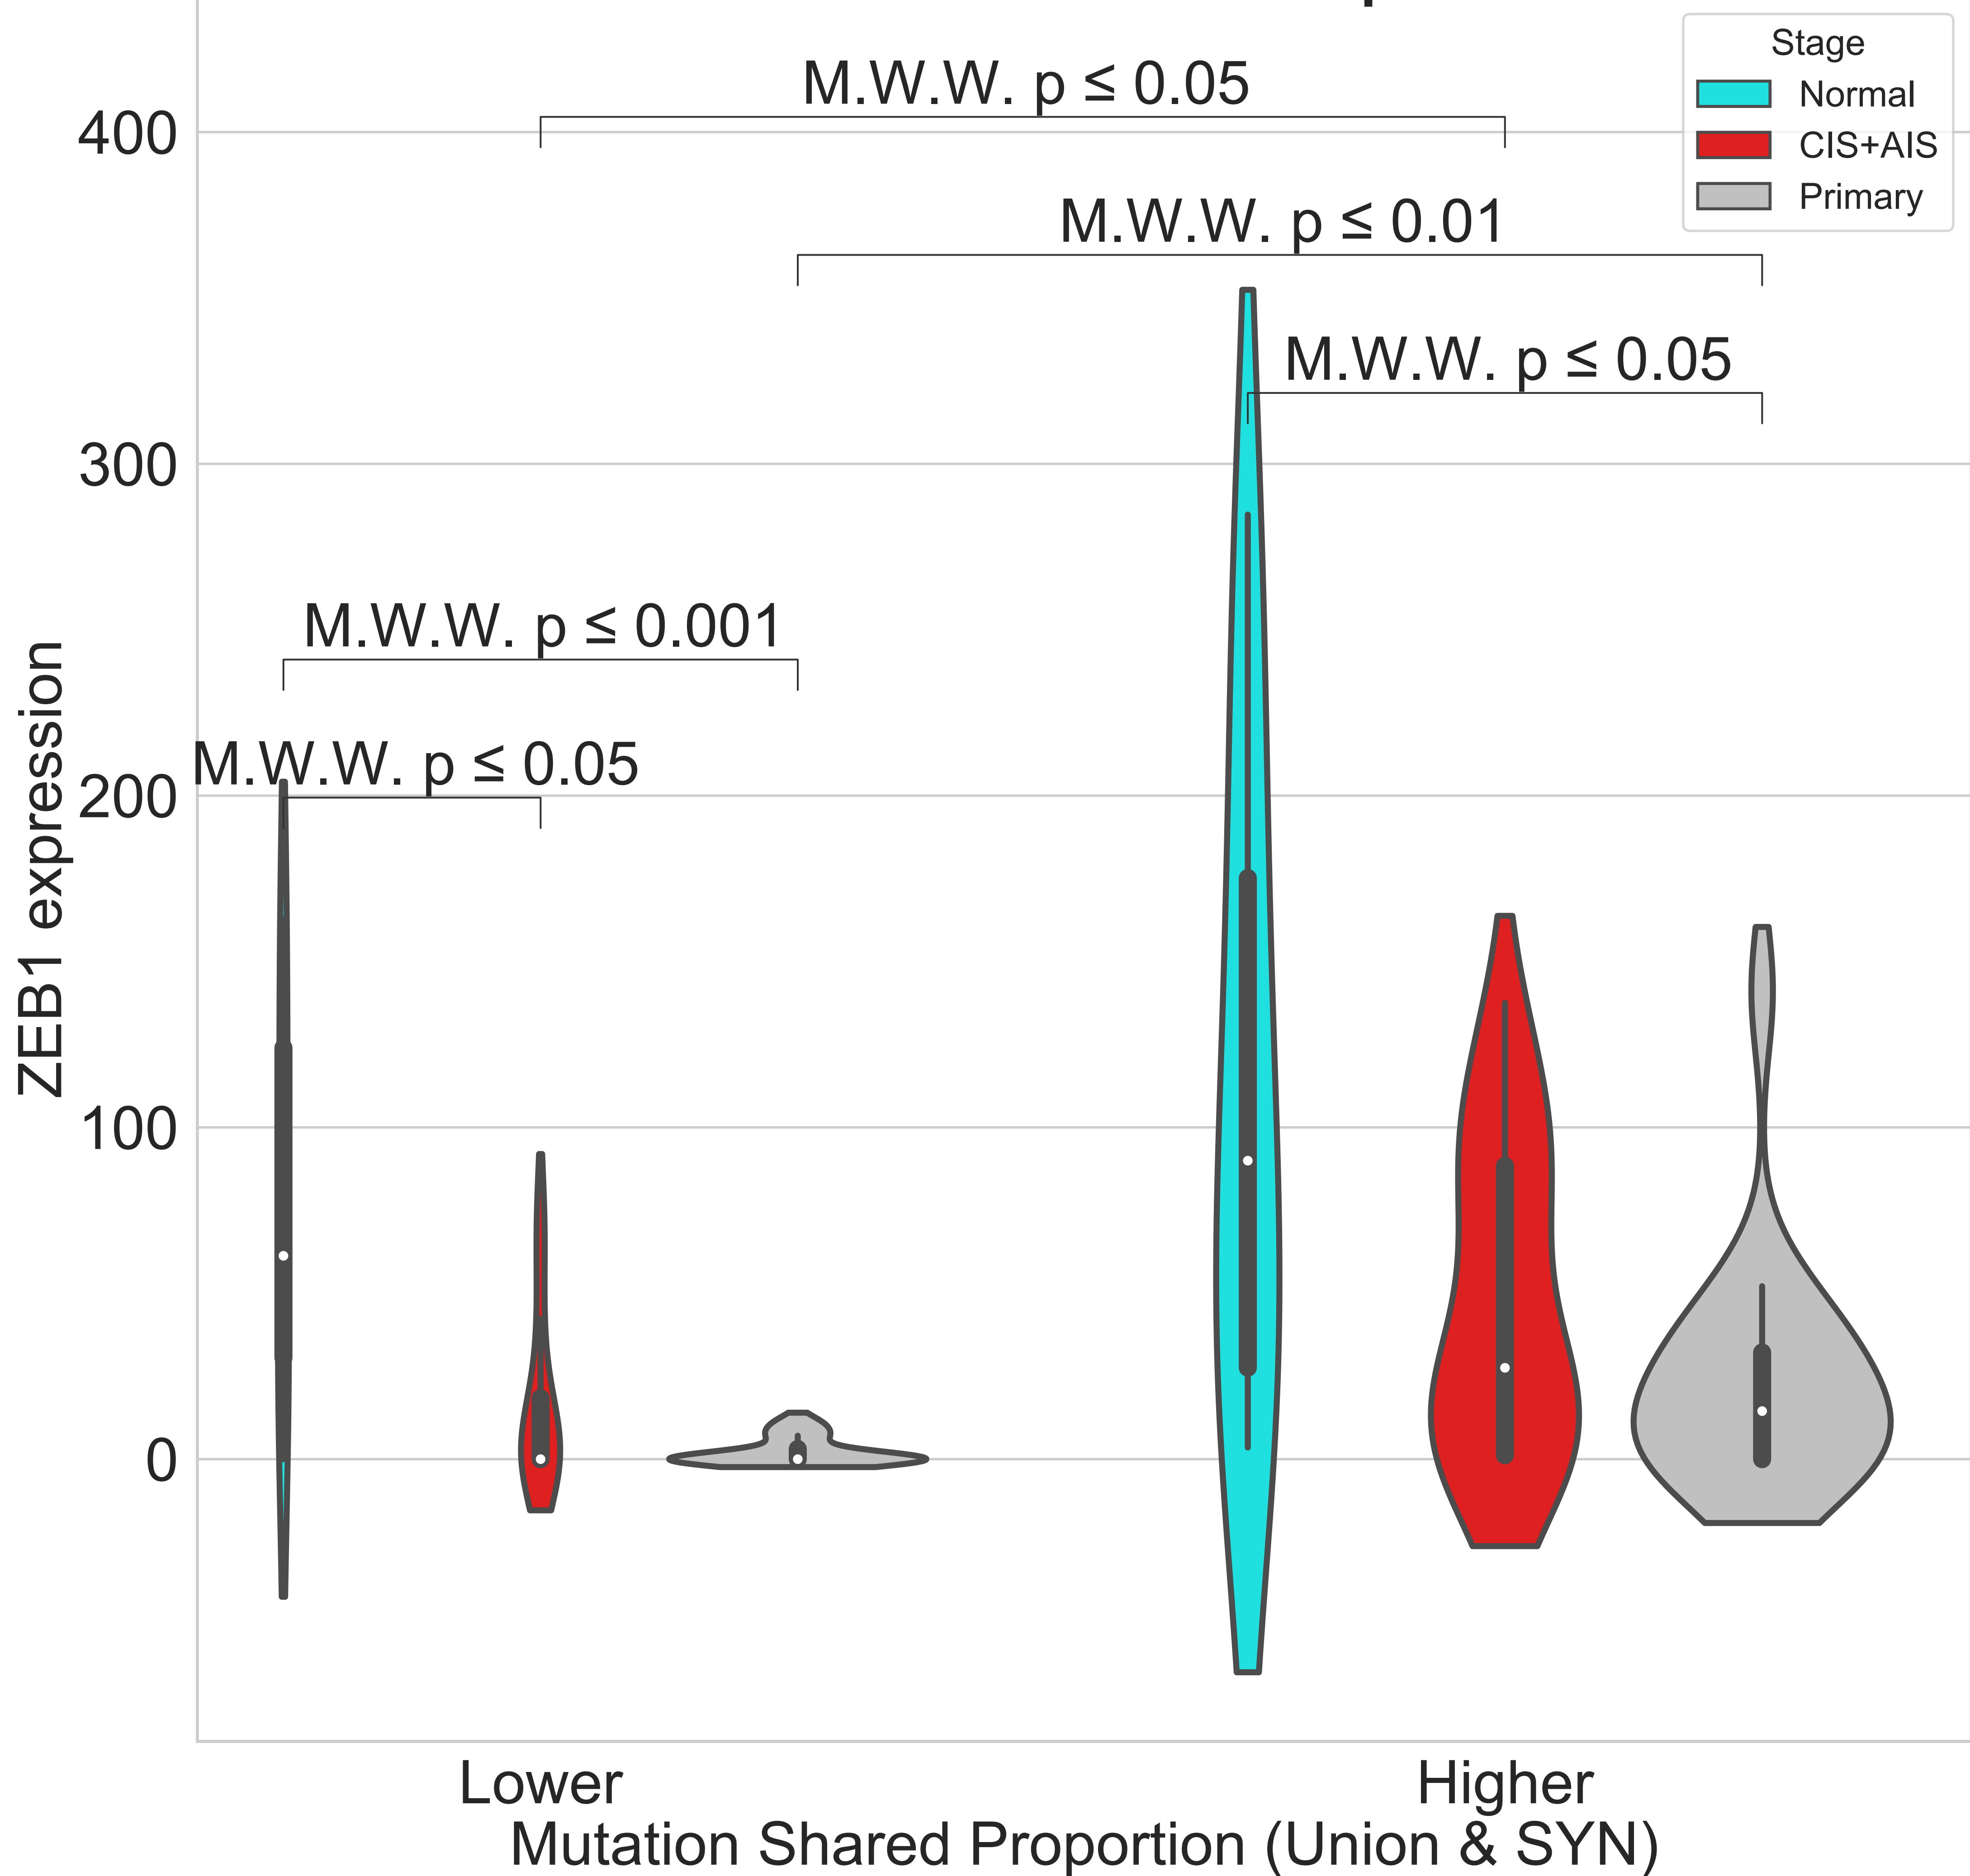 Stage
Normal
CIS+AIS
Primary
M.W.W. p ≤ 0.05
M.W.W. p ≤ 0.01
M.W.W. p ≤ 0.05
M.W.W. p ≤ 0.001
M.W.W. p ≤ 0.05
400
300
200
100
0
ZEB1 expression
Lower
Higher
Mutation Shared Proportion (Union & SYN)